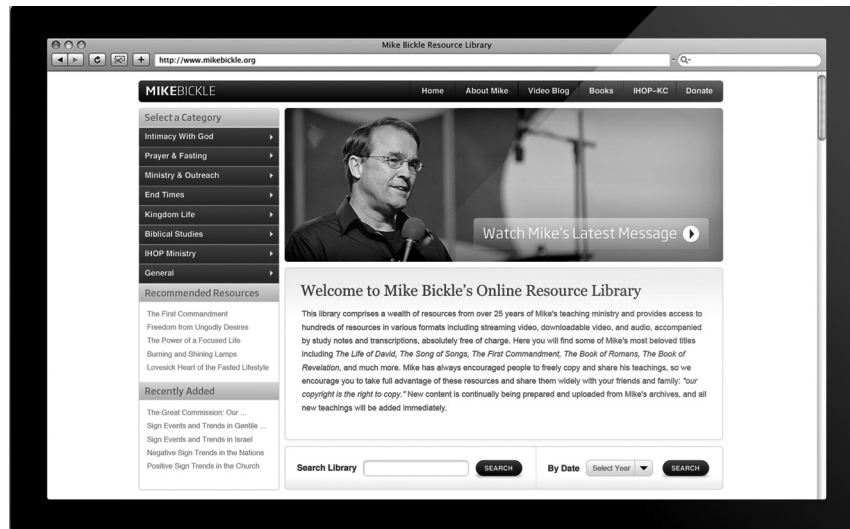 Mike Bickle Resource Library
http://www.mikebickle.org
MIKEBICKLE
Home About Mike Video Blog Books IHOP–KC Donate
Select a Category
Intimacy With God
Prayer & Fasting
Ministry & Outreach
End Times
Kingdom Life
Biblical Studies
IHOP Ministry
General
Recommended Resources
The First Commandment
Freedom from Ungodly Desires
The Power of a Focused Life
Burning and Shining Lamps
Lovesick Heart of the Fasted Lifestyle
Recently Added
The Great Commission: Our ...
Sign Events and Trends in Gentile ...
Sign Events and Trends in Israel
Negative Sign Trends in the Nations
Positive Sign Trends in the Church
Watch Mike's Latest Message
Welcome to Mike Bickle's Online Resource Library
This library comprises a wealth of resources from over 25 years of Mike's teaching ministry and provides access to
hundreds of resources in various formats including streaming video, downloadable video, and audio, accompanied
by study notes and transcriptions, absolutely free of charge. Here you will find some of Mike's most beloved titles
including The Life of David, The Song of Songs, The First Commandment, The Book of Romans, The Book of
Revelation, and much more. Mike has always encouraged people to freely copy and share his teachings, so we
encourage you to take full advantage of these resources and share them widely with your friends and family: "our
copyright is the right to copy." New content is continually being prepared and uploaded from Mike's archives, and all
new teachings will be added immediately.
Search Library SEARCH By Date Select Year SEARCH